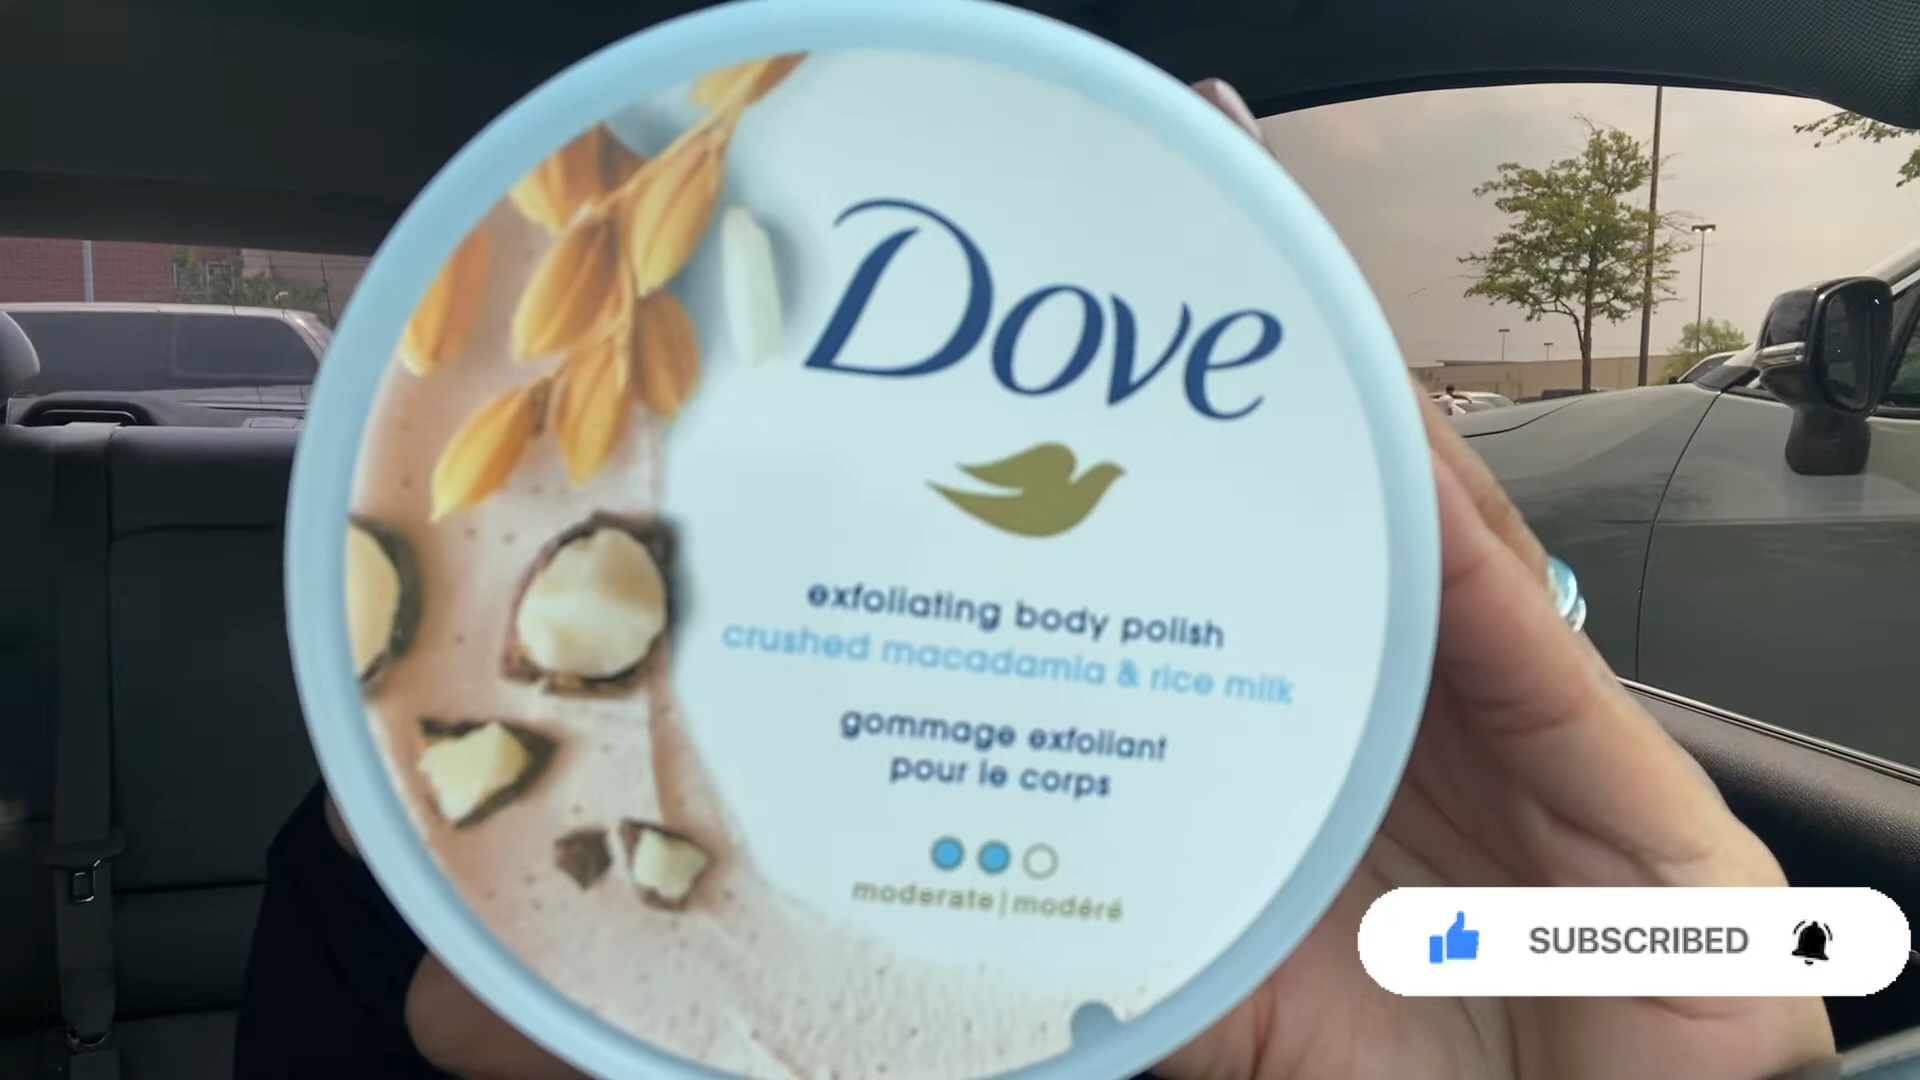 Dove
exfoliating body polish
crushed macadamia & rice milk
gommage exfoliant
pour le corps
moderate | modéré
SUBSCRIBED